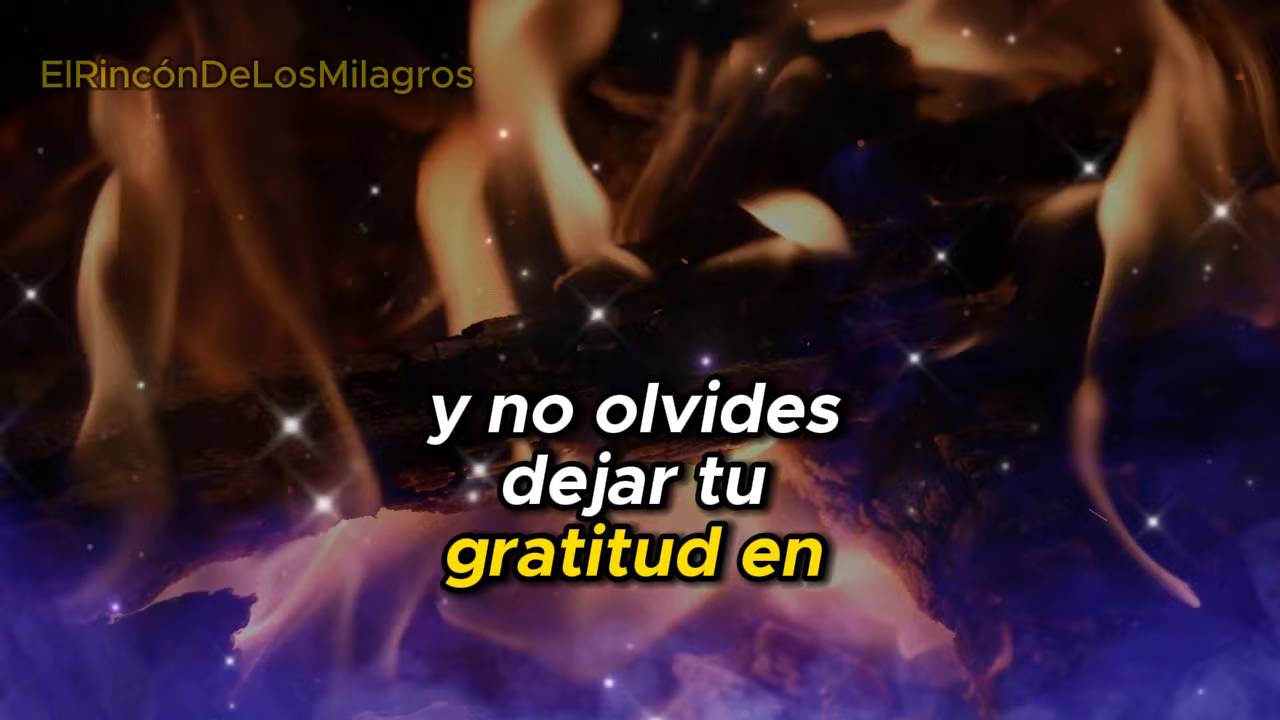 ElRincónDeLosMilagros
y no olvides
dejar tu
gratitud en